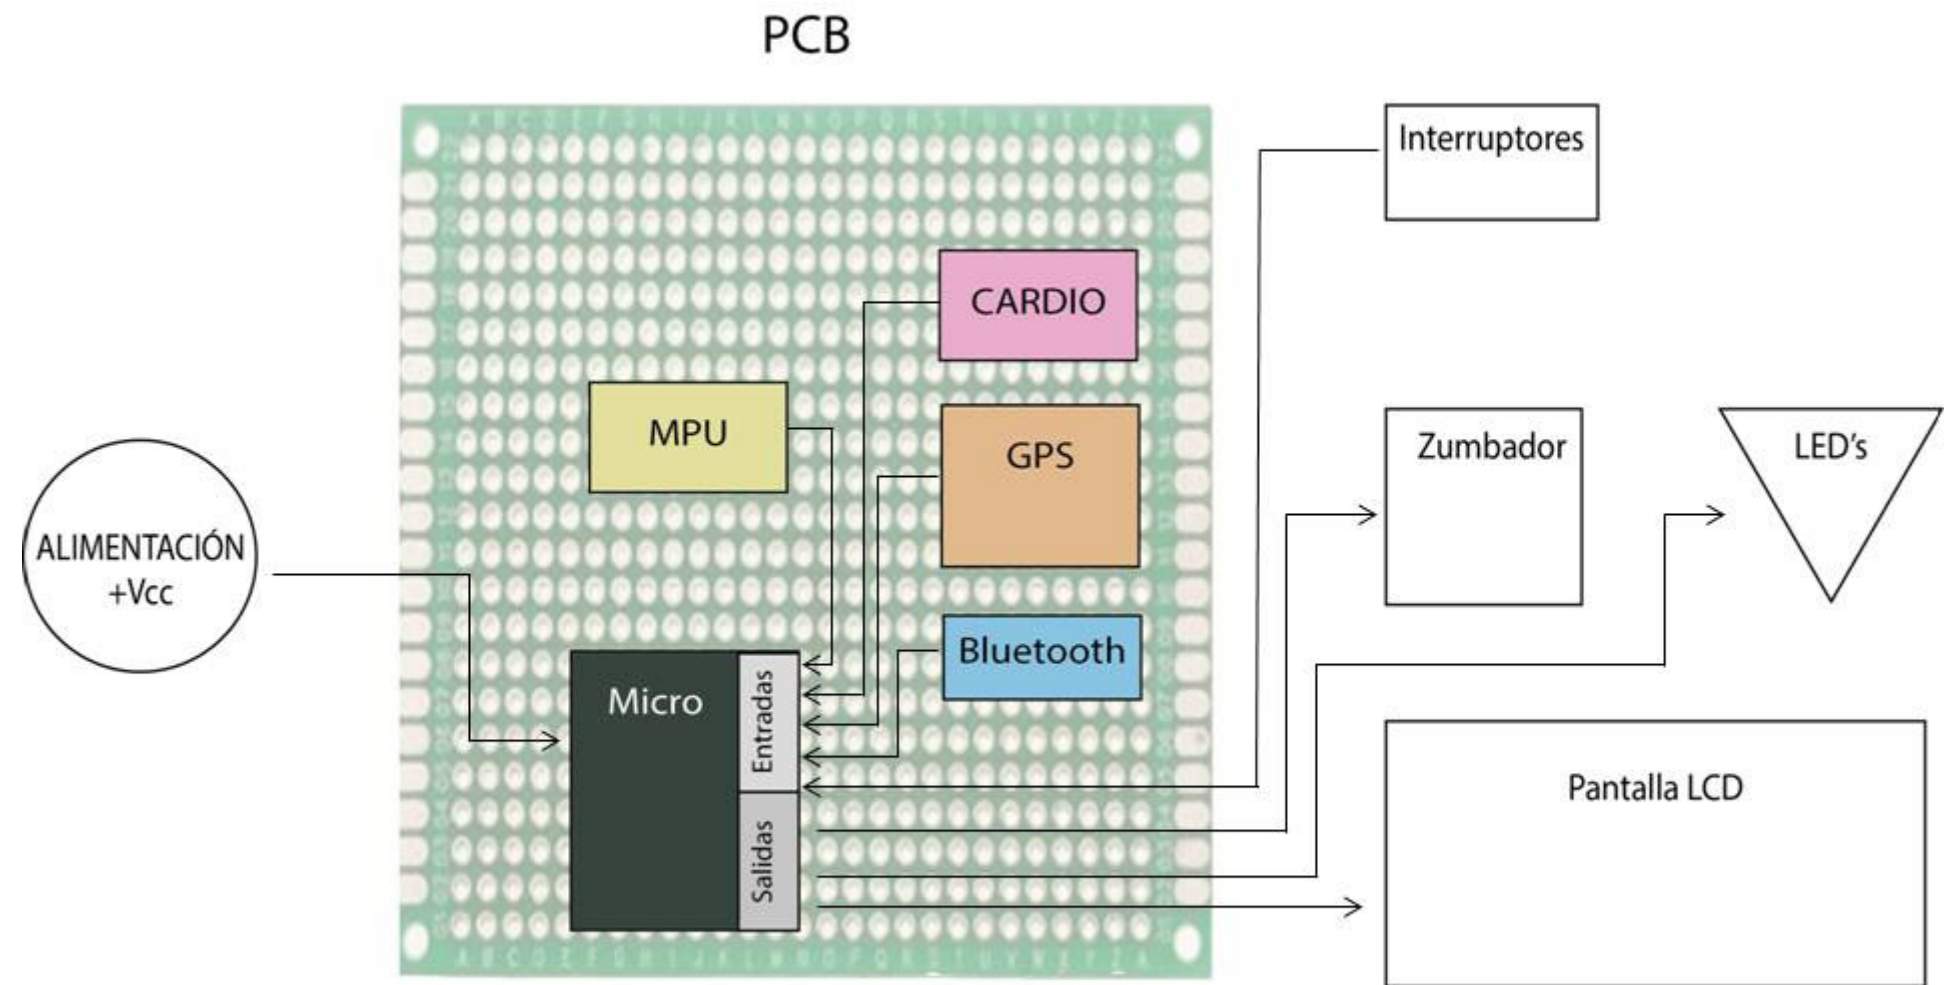 PCB
Interruptores
CARDIO
MPU
GPS
Zumbador
LED's
ALIMENTACIÓN
+Vcc
Bluetooth
Micro
Entradas
Salidas
Pantalla LCD